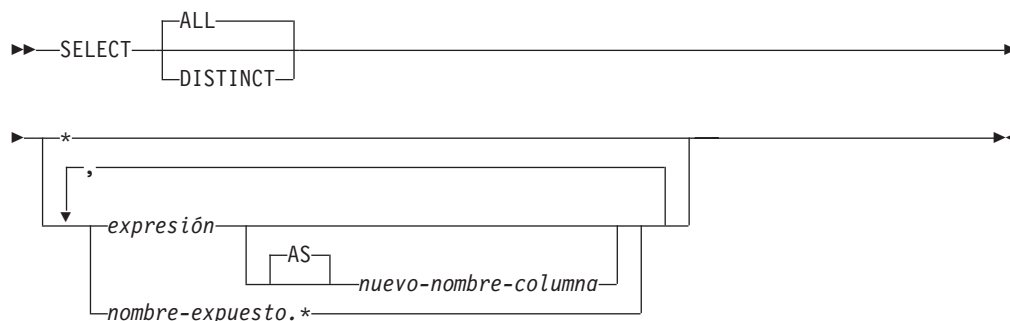 ALL
SELECT
DISTINCT
*
,
expresión
AS
nuevo-nombre-columna
nombre-expuesto.*